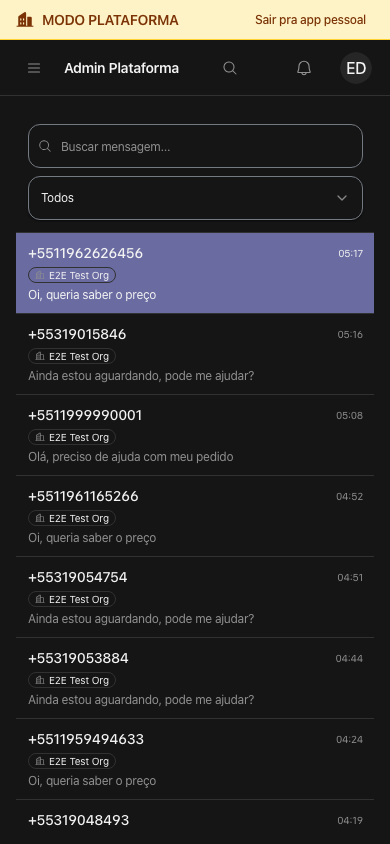 MODO PLATAFORMA
Sair pra app pessoal
Admin Plataforma
ED
Buscar mensagem...
Todos
+5511962626456
05:17
E2E Test Org
Oi, queria saber o preço
+55319015846
05:16
E2E Test Org
Ainda estou aguardando, pode me ajudar?
+5511999990001
05:08
E2E Test Org
Olá, preciso de ajuda com meu pedido
+5511961165266
04:52
E2E Test Org
Oi, queria saber o preço
+55319054754
04:51
E2E Test Org
Ainda estou aguardando, pode me ajudar?
+55319053884
04:44
E2E Test Org
Ainda estou aguardando, pode me ajudar?
+5511959494633
04:24
E2E Test Org
Oi, queria saber o preço
+55319048493
04:19